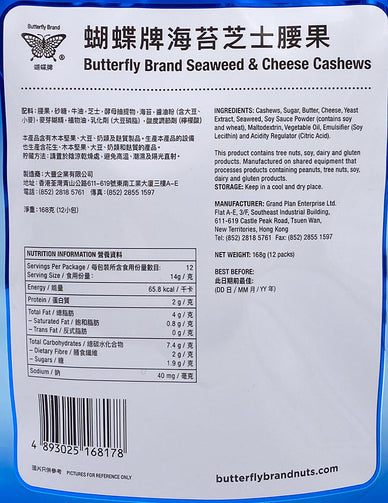 Butterfly Brand
蝴蝶牌
®
蝴蝶牌海苔芝士腰果
Butterfly Brand Seaweed & Cheese Cashews
配料：腰果，砂糖，牛油，芝士，酵母抽提物，海苔，醬油粉 (含大豆、
小麥)，麥芽糊精，植物油，乳化劑 (大豆磷脂)，酸度調節劑 (檸檬酸)
本產品含有木本堅果、大豆、奶類及麩質製品。生產本產品的設備
也生產含花生，木本堅果、大豆、奶類和麩質的產品。
貯藏方法：請置於陰涼乾燥處，避免高溫，潮濕及陽光直射。
製造商：大豐企業有限公司
地址：香港荃灣青山公路611-619號東南工業大廈三樓A-E
電話：(852) 2818 5761 傳真：(852) 2855 1597
淨重：168克 (12小包)
INGREDIENTS: Cashews, Sugar, Butter, Cheese, Yeast
Extract, Seaweed, Soy Sauce Powder (contains soy
and wheat), Maltodextrin, Vegetable Oil, Emulsifier (Soy
Lecithin) and Acidity Regulator (Citric Acid).
This product contains tree nuts, soy, dairy and gluten
products. Manufactured on shared equipment that
processes products containing peanuts, tree nuts, soy,
dairy and gluten products.
STORAGE: Keep in a cool and dry place.
MANUFACTURER: Grand Plan Enterprise Ltd.
Flat A-E, 3/F, Southeast Industrial Building,
611-619 Castle Peak Road, Tsuen Wan,
New Territories, Hong Kong
Tel: (852) 2818 5761 Fax: (852) 2855 1597
NET WEIGHT: 168g (12 packs)
BEST BEFORE:
此日期前最佳:
(DD 日 / MM 月 / YY 年)
NUTRITION INFORMATION 營養資料
Servings Per Package / 每包裝所含食用份量數目: 12
Serving Size / 食用份量: 14g / 克
Energy / 能量 65.8 kcal / 千卡
Protein / 蛋白質 2 g / 克
Total Fat / 總脂肪 4 g / 克
– Saturated Fat / 飽和脂肪 0.8 g / 克
– Trans Fat / 反式脂肪 0 g / 克
Total Carbohydrates / 總碳水化合物 7.4 g / 克
– Dietary Fibre / 膳食纖維 2 g / 克
– Sugars / 糖 1.9 g / 克
Sodium / 鈉 40 mg / 毫克
4 893025 168178
圖片只供參考 PICTURES FOR REFERENCE ONLY
butterflybrandnuts.com